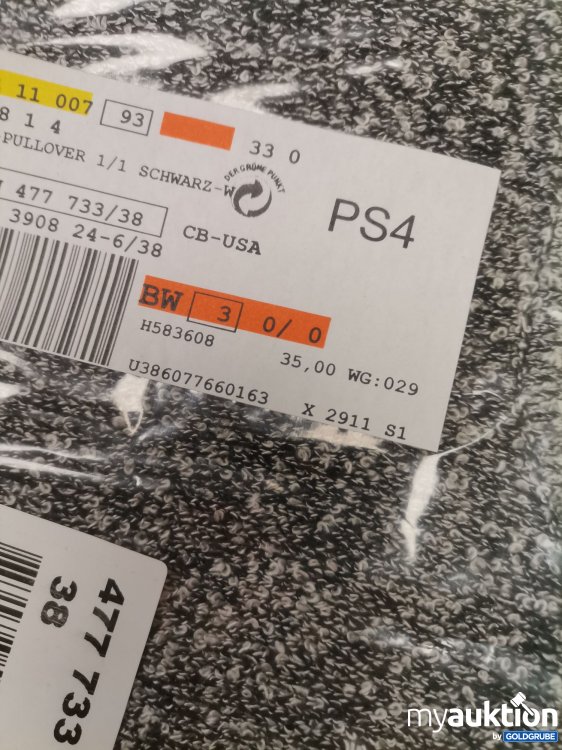 11 007 93 33 0
8 1 4
PULLOVER 1/1 SCHWARZ-W
DER GRÜNE PUNKT
PS4
477 733/38
3908 24-6/38
CB-USA
BW 3 0/ 0
H583608
35,00 WG:029
U386077660163 X 2911 S1
477 733
38
myauktion
by GOLDGRUBE